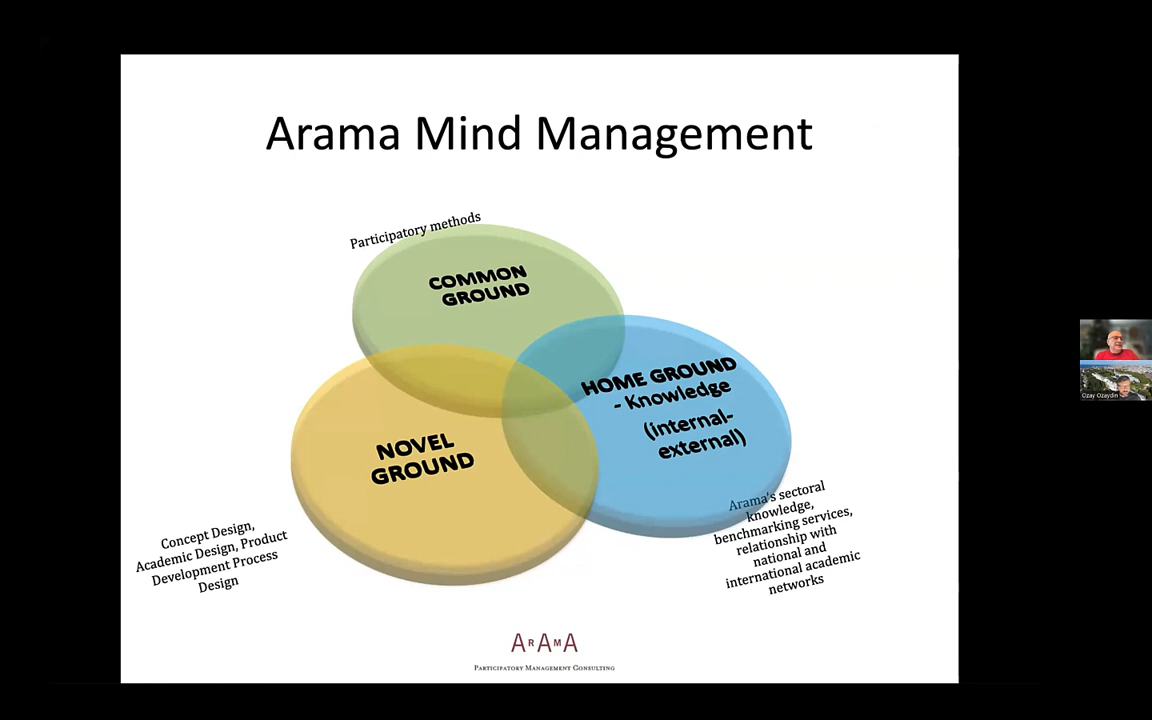 Arama Mind Management
Participatory methods
COMMON
GROUND
HOME GROUND
- Knowledge
(internal-
external)
NOVEL
GROUND
Arama's sectoral
knowledge,
benchmarking services,
relationship with
national and
international academic
networks
Concept Design,
Academic Design, Product
Development Process
Design
ARAMA
PARTICIPATORY MANAGEMENT CONSULTING
Ozay Ozaydin